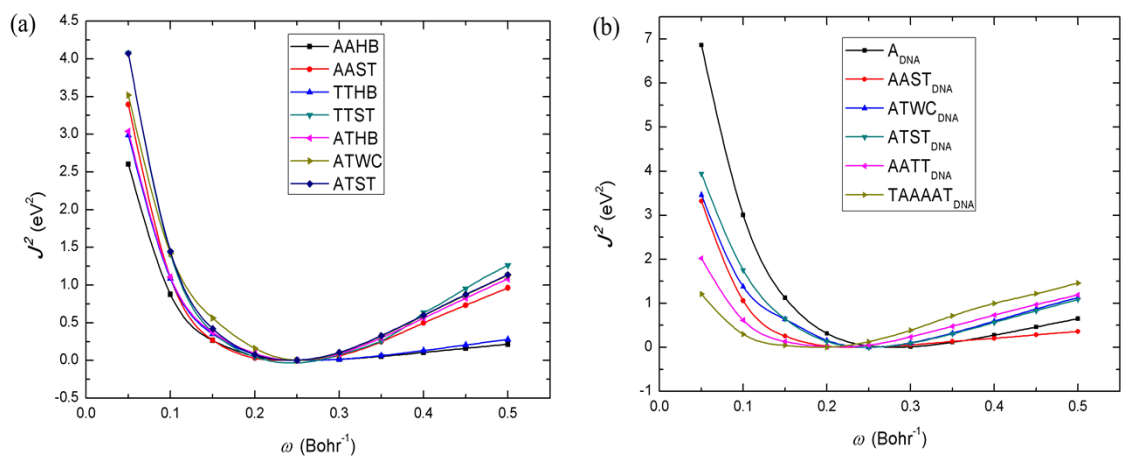 (a)
J² (eV²)
4.5
4.0
3.5
3.0
2.5
2.0
1.5
1.0
0.5
0.0
-0.5
0.0 0.1 0.2 0.3 0.4 0.5
ω (Bohr⁻¹)
AAHB
AAST
TTHB
TTST
ATHB
ATWC
ATST
(b)
J² (eV²)
7
6
5
4
3
2
1
0
-1
0.0 0.1 0.2 0.3 0.4 0.5
ω (Bohr⁻¹)
A_DNA
AAST_DNA
ATWC_DNA
ATST_DNA
AATT_DNA
TAAAAT_DNA